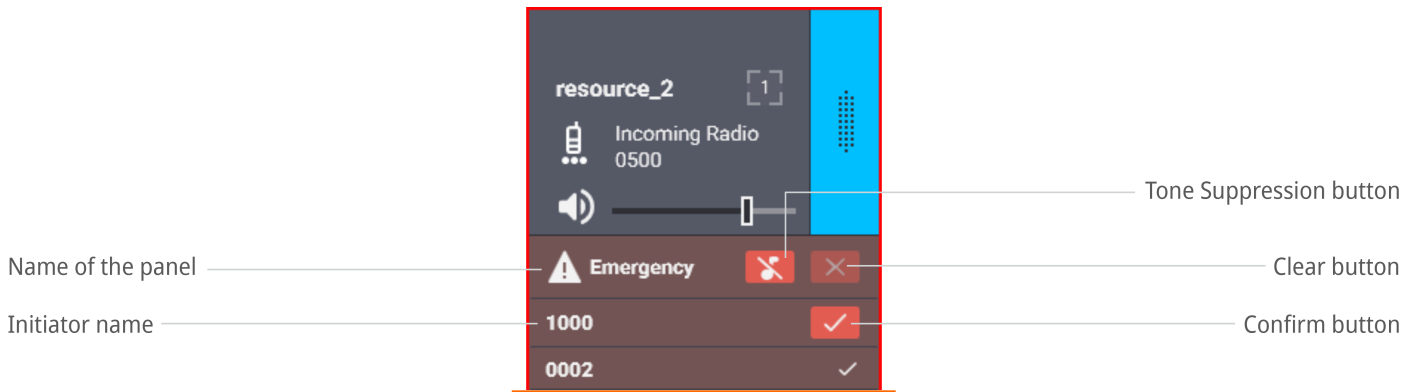 resource_2
1
Incoming Radio
0500
Tone Suppression button
Name of the panel
Emergency
Clear button
Initiator name
1000
Confirm button
0002